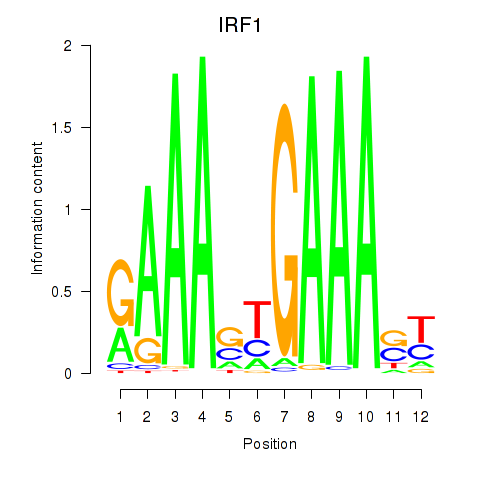 IRF1
Information content
2
1.5
1
0.5
0
G A A A G T G A A A G T
A G C C C C
A A A T A
1 2 3 4 5 6 7 8 9 10 11 12
Position